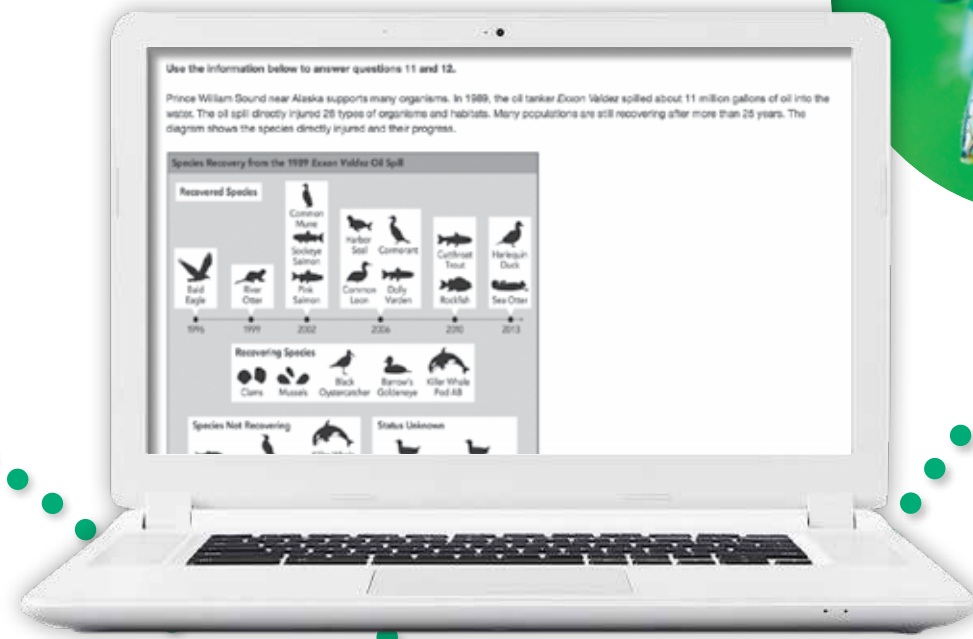 Use the information below to answer questions 11 and 12.
Prince William Sound near Alaska supports many organisms. In 1989, the oil tanker Exxon Valdez spilled about 11 million gallons of oil into the
water. The oil spill directly injured 28 types of organisms and habitats. Many populations are still recovering after more than 25 years. The
diagram shows the species directly injured and their progress.
Species Recovery from the 1989 Exxon Valdez Oil Spill
Recovered Species
Common
Murre
Sockeye
Salmon
Pink
Salmon
Harbor
Seal
Cormorant
Common
Loon
Dolly
Varden
Cutthroat
Trout
Rockfish
Harlequin
Duck
Sea Otter
Bald
Eagle
River
Otter
1996 1999 2002 2006 2010 2013
Recovering Species
Clams
Mussels
Black
Oystercatcher
Barrow's
Goldeneye
Killer Whale
Pod AB
Species Not Recovering
Status Unknown